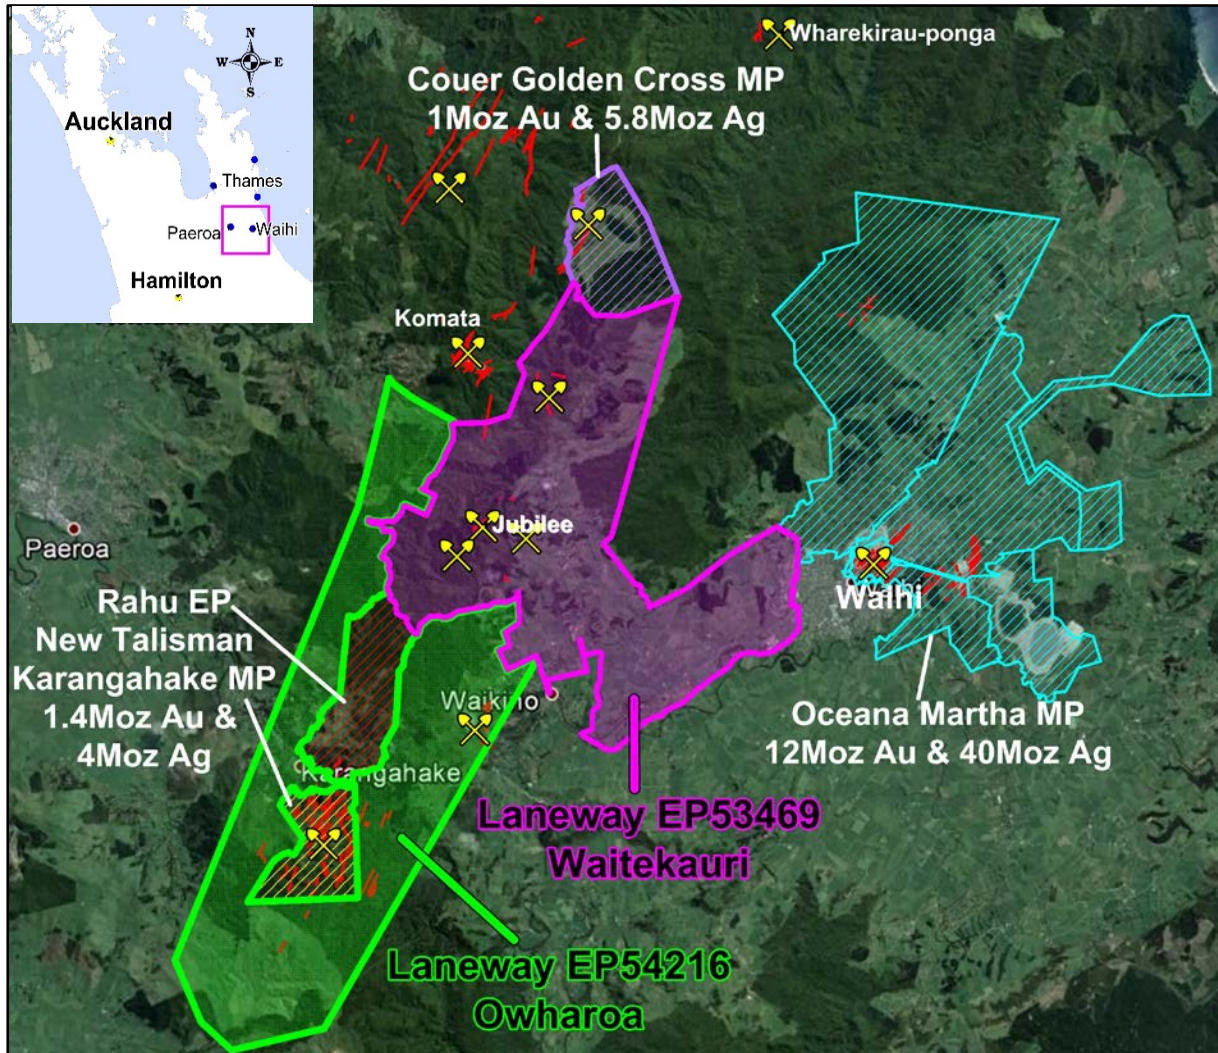 N
W E
S
Auckland
Thames
Paeroa
Waihi
Hamilton
Wharekirau-ponga
Couer Golden Cross MP
1Moz Au & 5.8Moz Ag
Komata
Jubilee
Paeroa
Rahu EP
New Talisman
Karangahake MP
1.4Moz Au &
4Moz Ag
Waikino
Karangahake
Waihi
Oceana Martha MP
12Moz Au & 40Moz Ag
Laneway EP53469
Waitekauri
Laneway EP54216
Owharoa